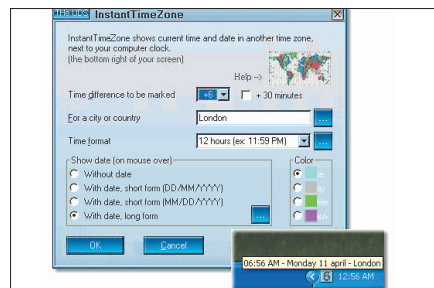 InstantTimeZone
InstantTimeZone shows current time and date in another time zone,
next to your computer clock.
(the bottom right of your screen)
Help -->
Time difference to be marked +6 + 30 minutes
For a city or country London ...
Time format 12 hours (ex: 11:59 PM) ...
Show date (on mouse over)
Color
Without date
With date, short form (DD/MM/YYYY)
With date, short form (MM/DD/YYYY)
With date, long form ...
OK Cancel
06:56 AM - Monday 11 april - London
6 12:56 AM